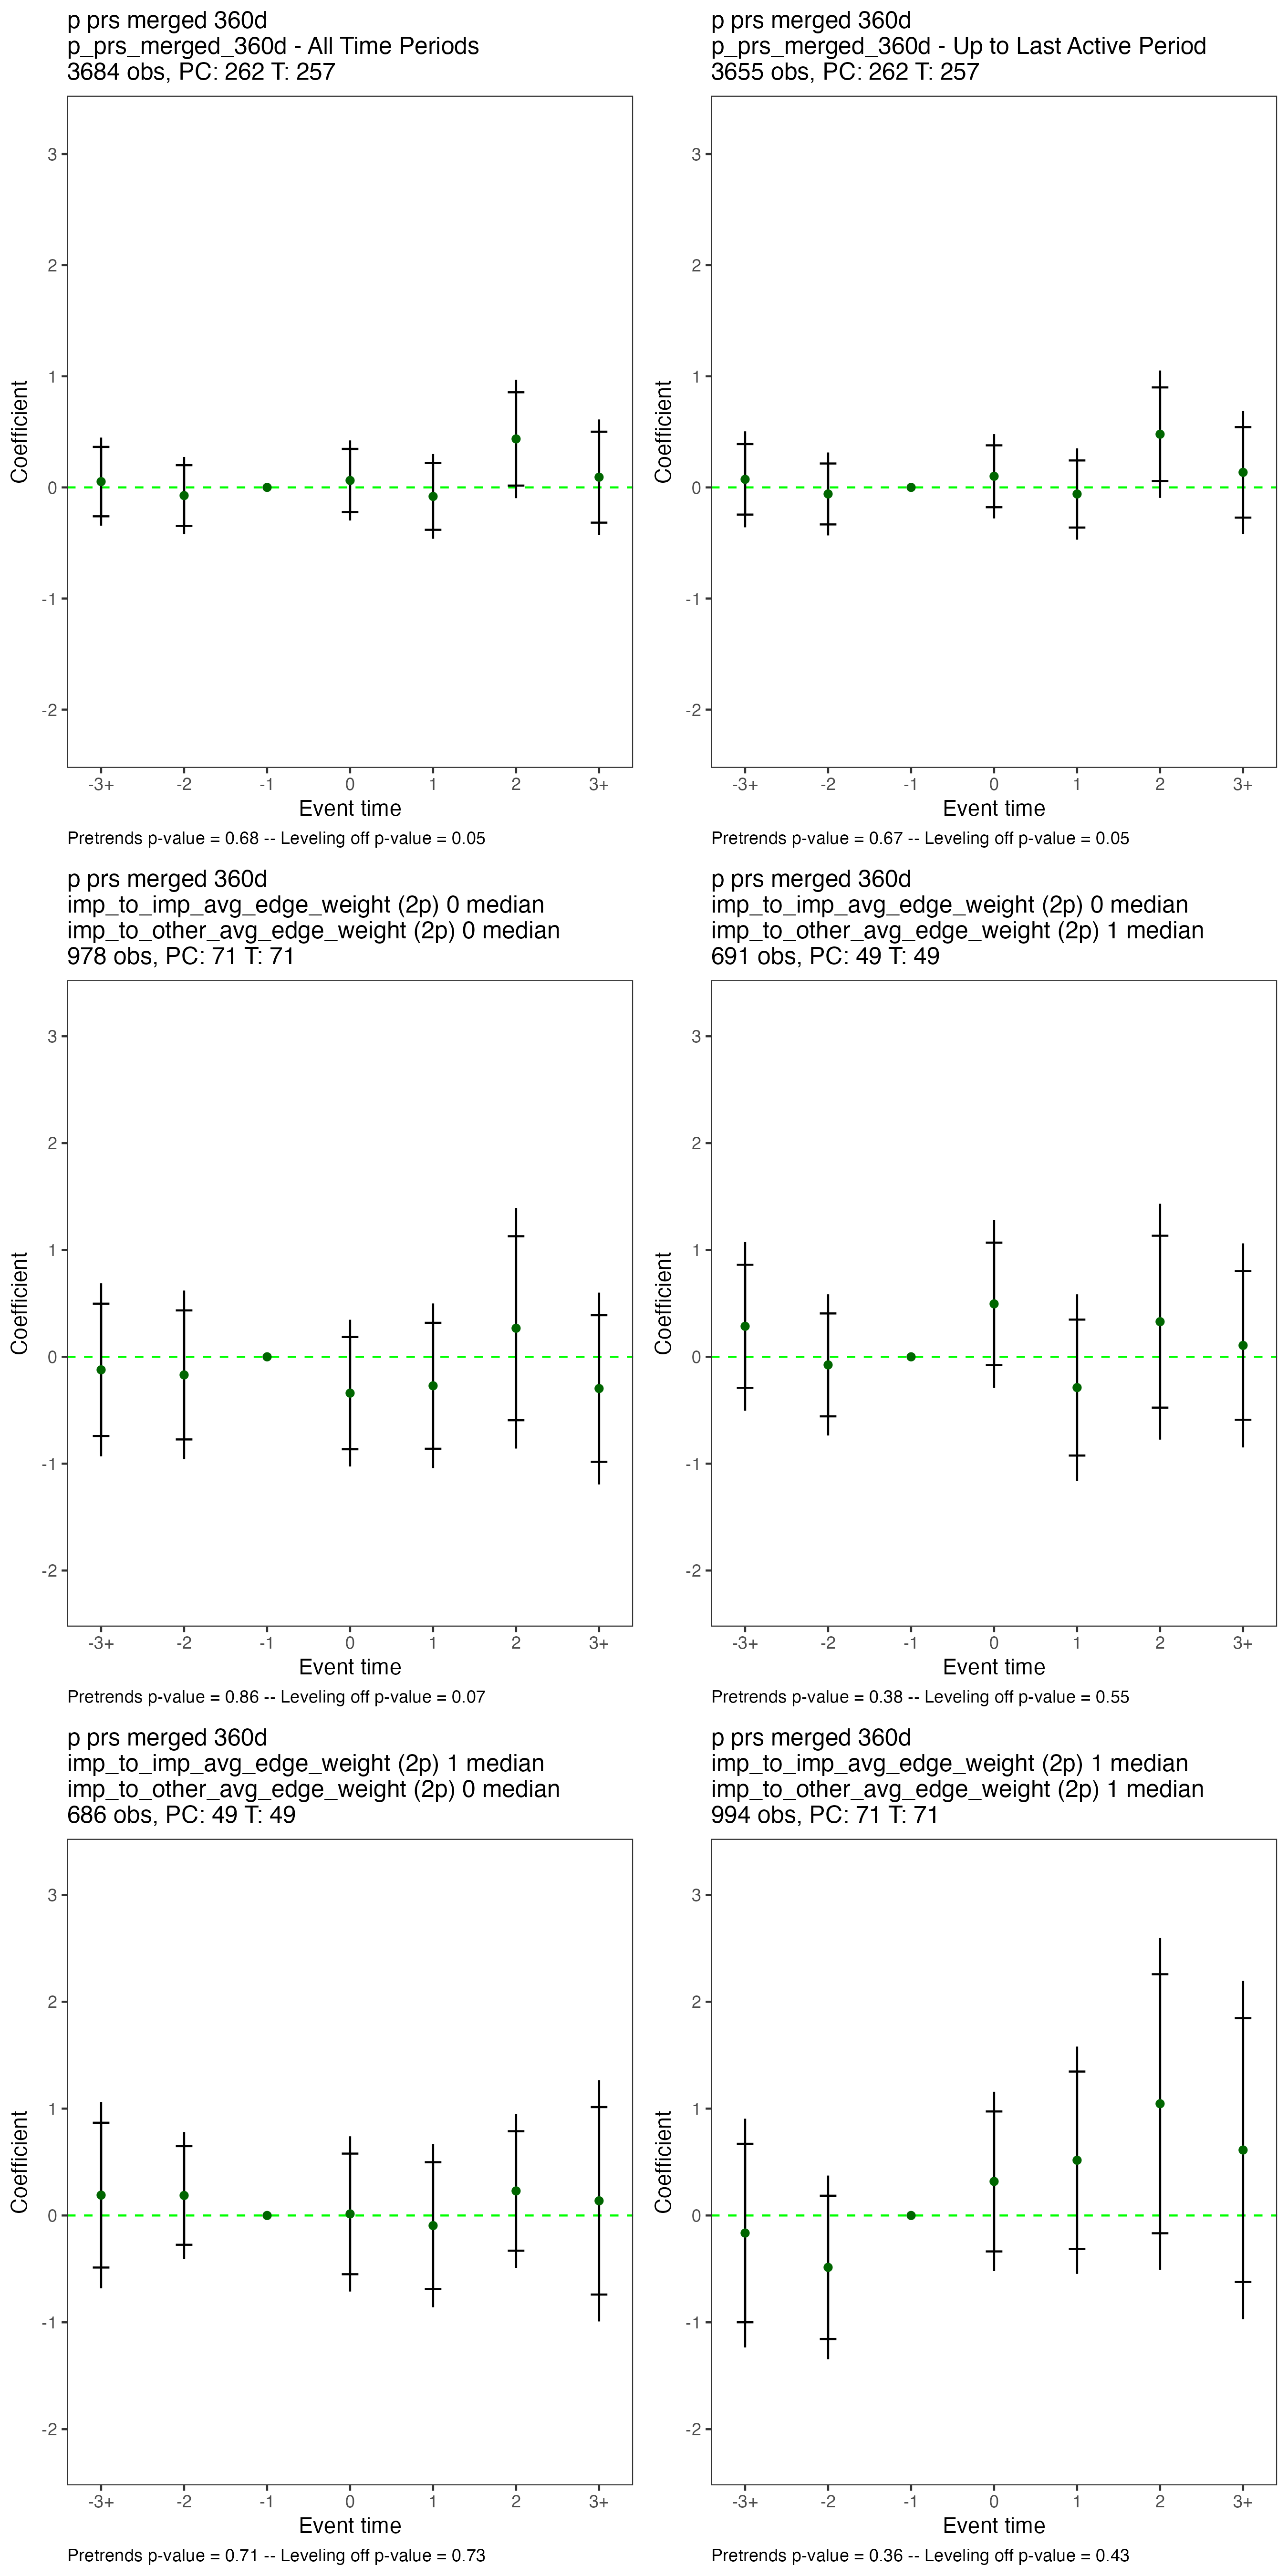 p prs merged 360d
p_prs_merged_360d - All Time Periods
3684 obs, PC: 262 T: 257
3
2
1
0
-1
-2
Coefficient
-3+ -2 -1 0 1 2 3+
Event time
Pretrends p-value = 0.68 -- Leveling off p-value = 0.05
p prs merged 360d
p_prs_merged_360d - Up to Last Active Period
3655 obs, PC: 262 T: 257
3
2
1
0
-1
-2
Coefficient
-3+ -2 -1 0 1 2 3+
Event time
Pretrends p-value = 0.67 -- Leveling off p-value = 0.05
p prs merged 360d
imp_to_imp_avg_edge_weight (2p) 0 median
imp_to_other_avg_edge_weight (2p) 0 median
978 obs, PC: 71 T: 71
3
2
1
0
-1
-2
Coefficient
-3+ -2 -1 0 1 2 3+
Event time
Pretrends p-value = 0.86 -- Leveling off p-value = 0.07
p prs merged 360d
imp_to_imp_avg_edge_weight (2p) 0 median
imp_to_other_avg_edge_weight (2p) 1 median
691 obs, PC: 49 T: 49
3
2
1
0
-1
-2
Coefficient
-3+ -2 -1 0 1 2 3+
Event time
Pretrends p-value = 0.38 -- Leveling off p-value = 0.55
p prs merged 360d
imp_to_imp_avg_edge_weight (2p) 1 median
imp_to_other_avg_edge_weight (2p) 0 median
686 obs, PC: 49 T: 49
3
2
1
0
-1
-2
Coefficient
-3+ -2 -1 0 1 2 3+
Event time
Pretrends p-value = 0.71 -- Leveling off p-value = 0.73
p prs merged 360d
imp_to_imp_avg_edge_weight (2p) 1 median
imp_to_other_avg_edge_weight (2p) 1 median
994 obs, PC: 71 T: 71
3
2
1
0
-1
-2
Coefficient
-3+ -2 -1 0 1 2 3+
Event time
Pretrends p-value = 0.36 -- Leveling off p-value = 0.43